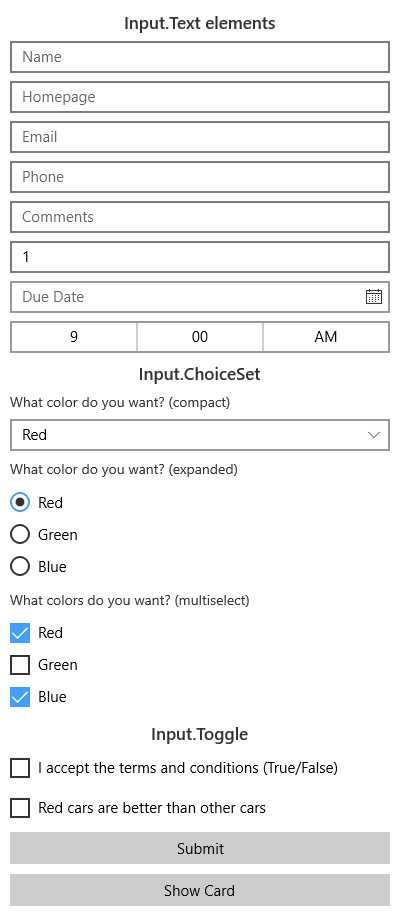 Input.Text elements
Name
Homepage
Email
Phone
Comments
1
Due Date
9 00 AM
Input.ChoiceSet
What color do you want? (compact)
Red
What color do you want? (expanded)
Red
Green
Blue
What colors do you want? (multiselect)
Red
Green
Blue
Input.Toggle
I accept the terms and conditions (True/False)
Red cars are better than other cars
Submit
Show Card